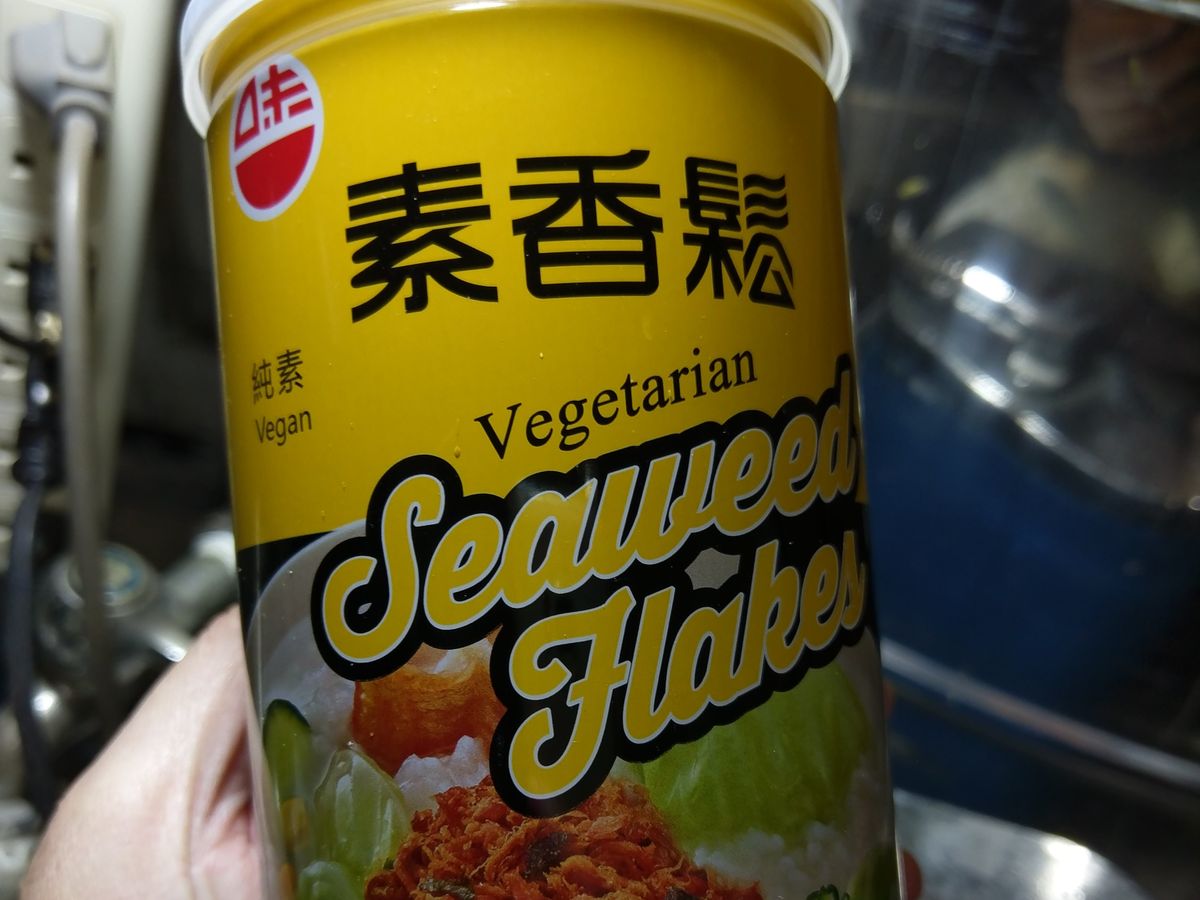 味
素香鬆
純素
Vegan
Vegetarian
Seaweed
Flakes